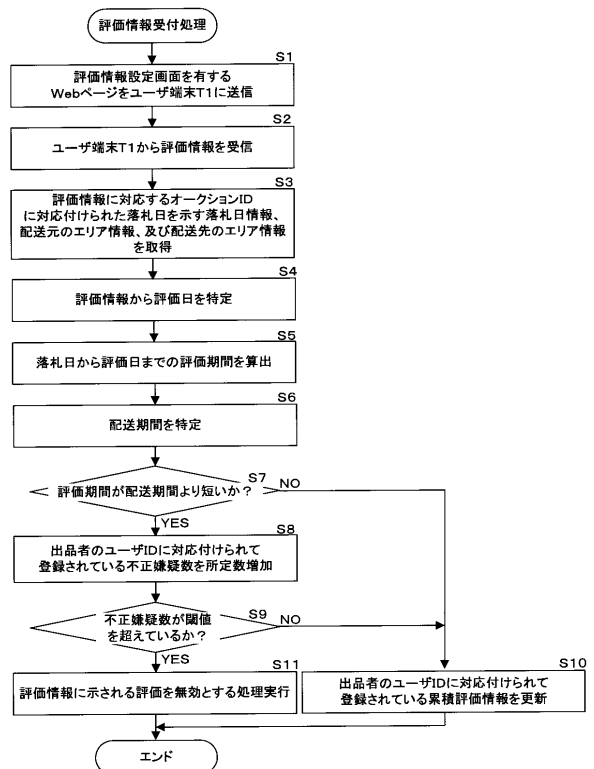 評価情報受付処理
S1
評価情報設定画面を有する
Webページをユーザ端末T1に送信
S2
ユーザ端末T1から評価情報を受信
S3
評価情報に対応するオークションID
に対応付けられた落札日を示す落札日情報、
配送元のエリア情報、及び配送先のエリア情報
を取得
S4
評価情報から評価日を特定
S5
落札日から評価日までの評価期間を算出
S6
配送期間を特定
S7
評価期間が配送期間より短いか？
NO
YES
S8
出品者のユーザIDに対応付けられて
登録されている不正嫌疑数を所定数増加
S9
不正嫌疑数が閾値
を超えているか？
NO
YES
S11
評価情報に示される評価を無効とする処理実行
S10
出品者のユーザIDに対応付けられて
登録されている累積評価情報を更新
エンド